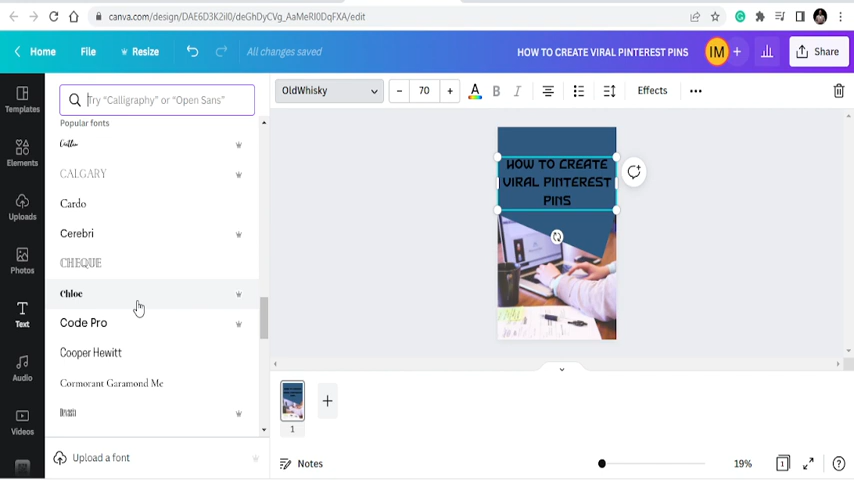 canva.com/design/DAE6D3K2iI0/deGhDyCVg_AaMeRI0DqFXA/edit
Home
File
Resize
All changes saved
HOW TO CREATE VIRAL PINTEREST PINS
IM
Share
Templates
Elements
Uploads
Photos
Text
Audio
Videos
Try "Calligraphy" or "Open Sans"
Popular fonts
CALGARY
Cardo
Cerebri
CHEQUE
Chloe
Code Pro
Cooper Hewitt
Cormorant Garamond Me
Upload a font
OldWhisky
70
A
B
I
Effects
HOW TO CREATE
VIRAL PINTEREST
PINS
1
Notes
19%
1